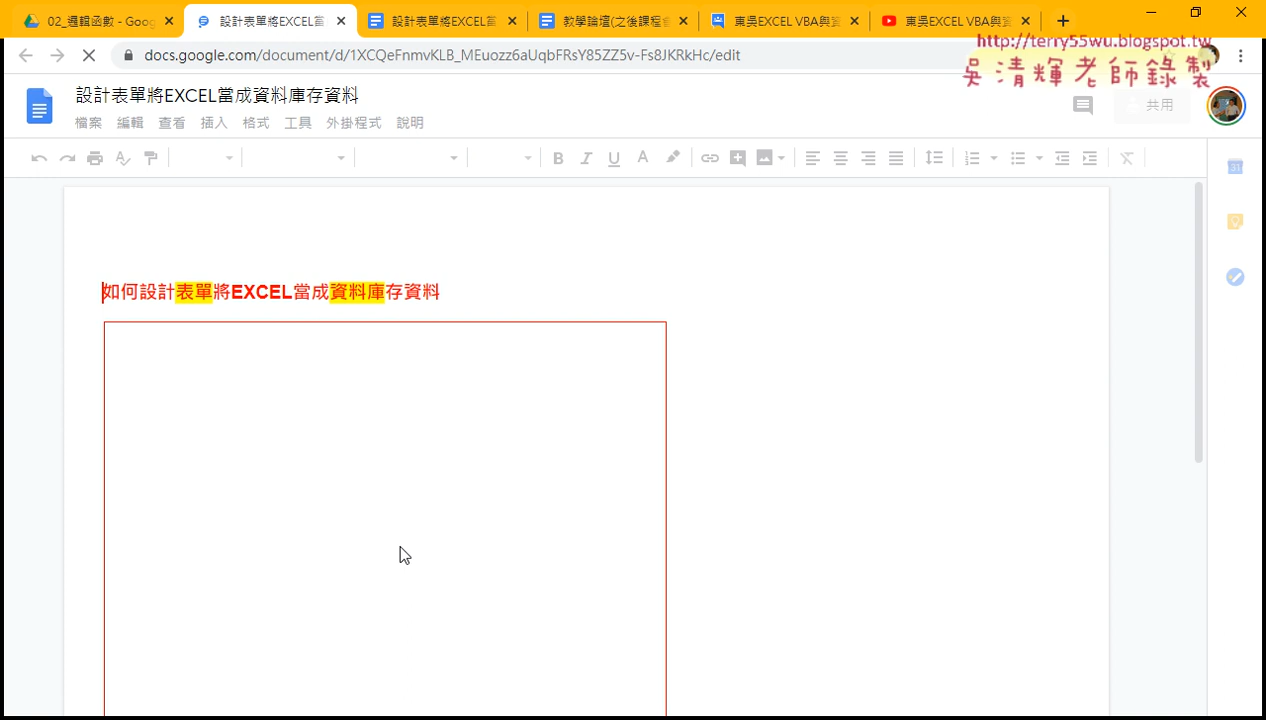 02_邏輯函數 - Goog
設計表單將EXCEL當
設計表單將EXCEL當
教學論壇(之後課程會
東吳EXCEL VBA與資
東吳EXCEL VBA與資
docs.google.com/document/d/1XCQeFnmvKLB_MEuozz6aUqbFRsY85ZZ5v-Fs8JKRkHc/edit
http://terry55wu.blogspot.tw
吳清輝老師錄製
設計表單將EXCEL當成資料庫存資料
共用
檔案 編輯 查看 插入 格式 工具 外掛程式 說明
B I U A
31
如何設計表單將EXCEL當成資料庫存資料